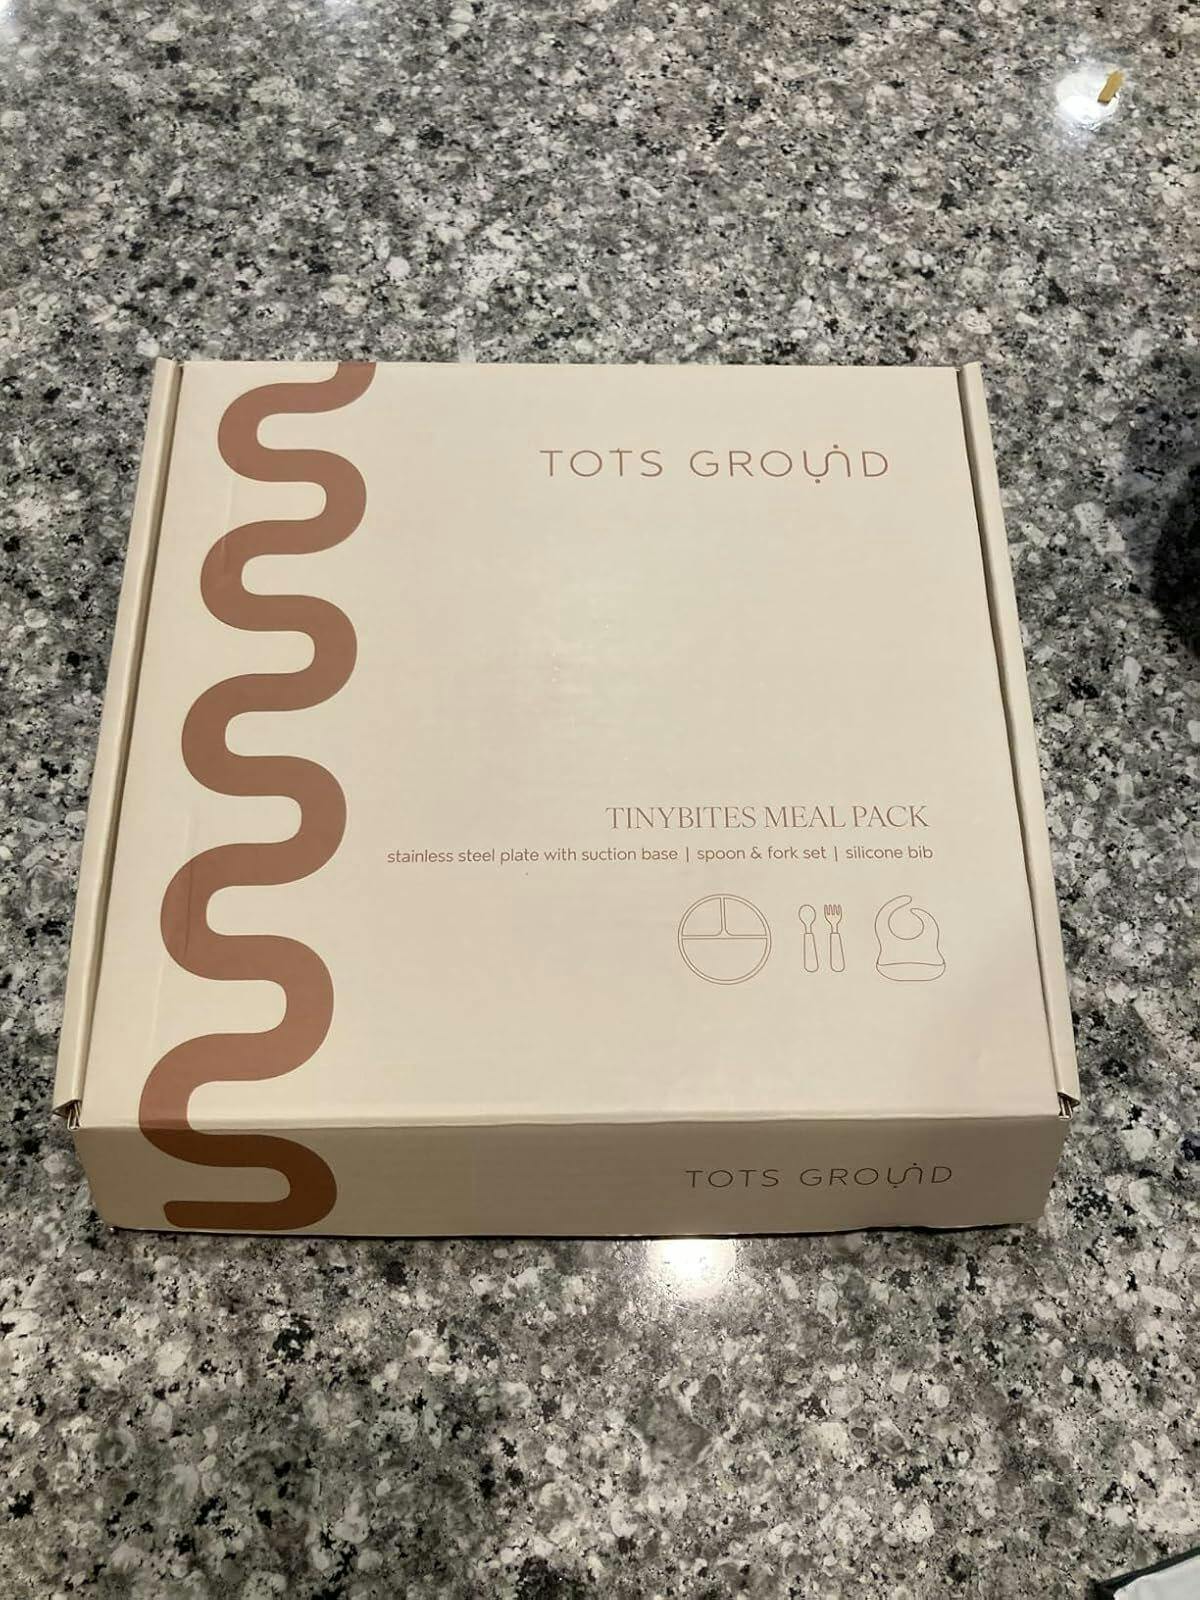 TOTS GROUND
TINYBITES MEAL PACK
stainless steel plate with suction base | spoon & fork set | silicone bib
TOTS GROUND